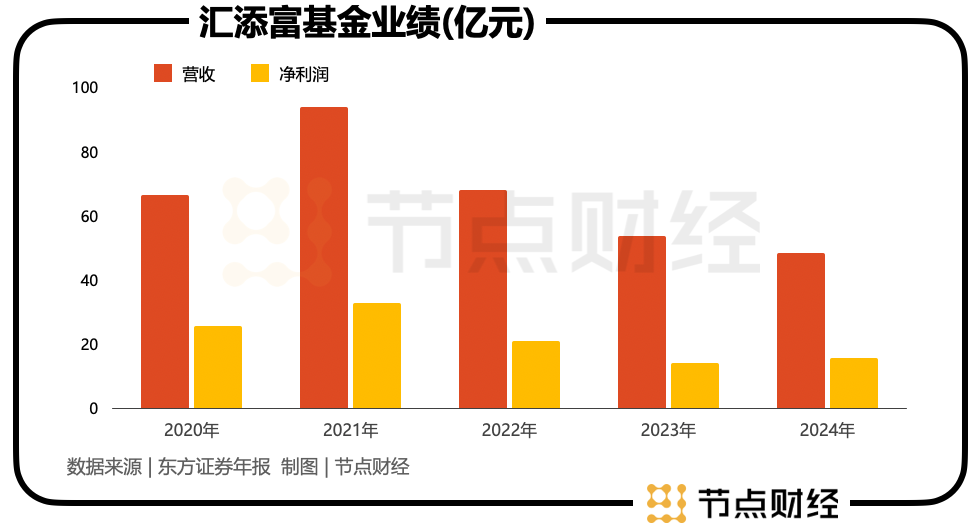 汇添富基金业绩(亿元)
营收 净利润
100
80
60
40
20
0
节点财经
2020年 2021年 2022年 2023年 2024年
数据来源 | 东方证券年报 制图 | 节点财经
节点财经